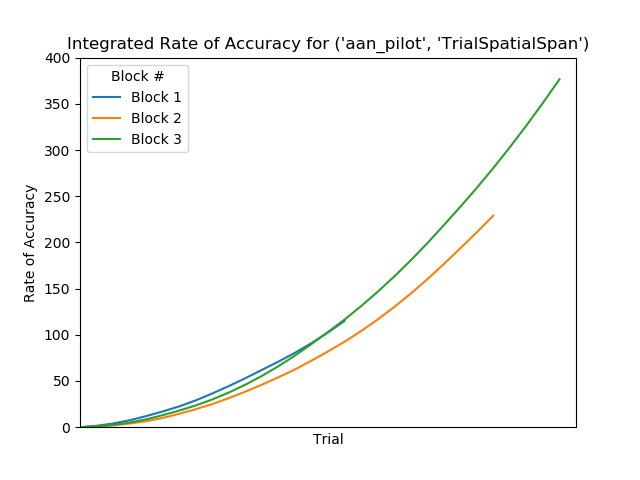 Integrated Rate of Accuracy for ('aan_pilot', 'TrialSpatialSpan')
400
350
300
250
200
150
100
50
0
Rate of Accuracy
Block #
Block 1
Block 2
Block 3
Trial